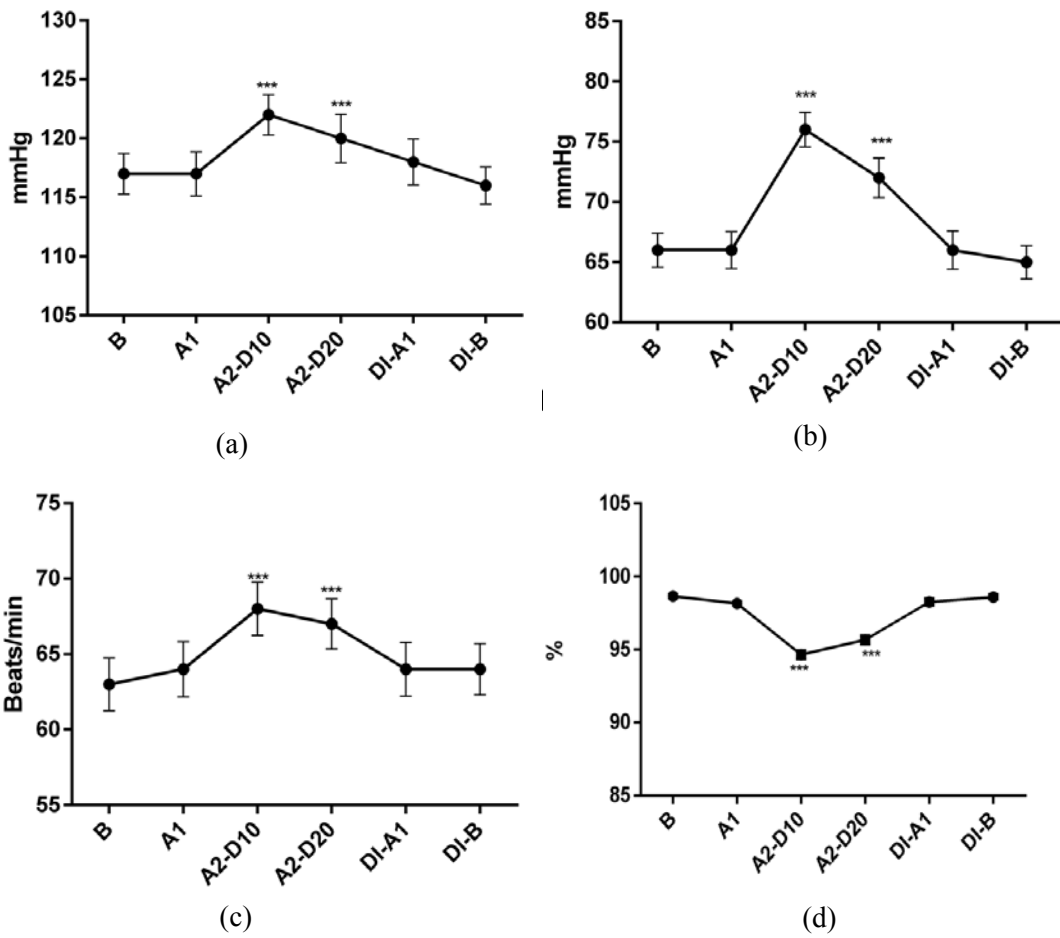 130
125
120
115
110
105
mmHg
***
***
B
A1
A2-D10
A2-D20
DI-A1
DI-B
(a)
85
80
75
70
65
60
mmHg
***
***
B
A1
A2-D10
A2-D20
DI-A1
DI-B
(b)
75
70
65
60
55
Beats/min
***
***
B
A1
A2-D10
A2-D20
DI-A1
DI-B
(c)
105
100
95
90
85
%
***
***
B
A1
A2-D10
A2-D20
DI-A1
DI-B
(d)